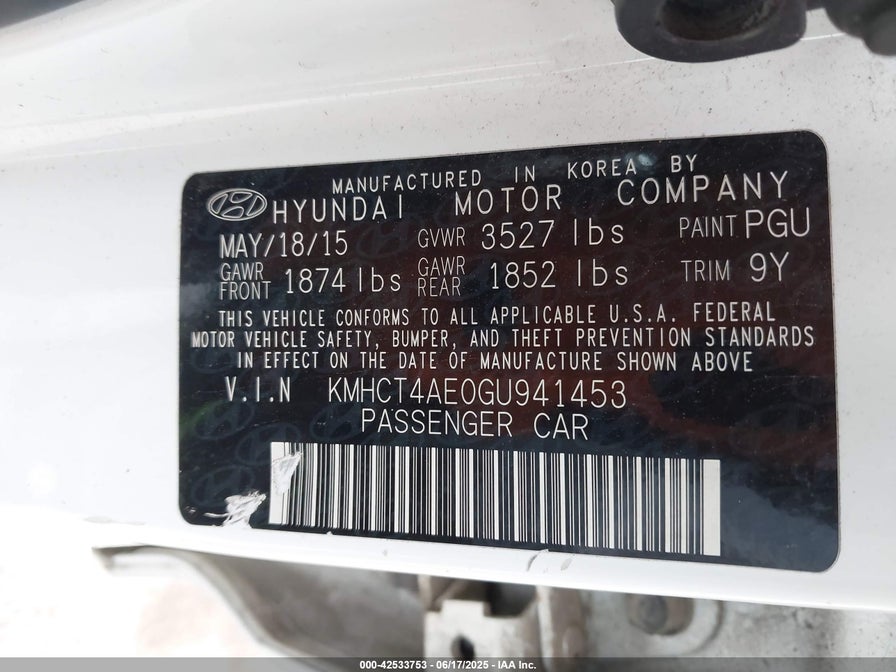 MANUFACTURED IN KOREA BY
HYUNDAI MOTOR COMPANY
MAY/18/15 GVWR 3527 lbs PAINT PGU
GAWR FRONT 1874 lbs GAWR REAR 1852 lbs TRIM 9Y
THIS VEHICLE CONFORMS TO ALL APPLICABLE U.S.A. FEDERAL
MOTOR VEHICLE SAFETY, BUMPER, AND THEFT PREVENTION STANDARDS
IN EFFECT ON THE DATE OF MANUFACTURE SHOWN ABOVE
V.I.N KMHCT4AE0GU941453
PASSENGER CAR
000-42533753 - 06/17/2025 - IAA Inc.